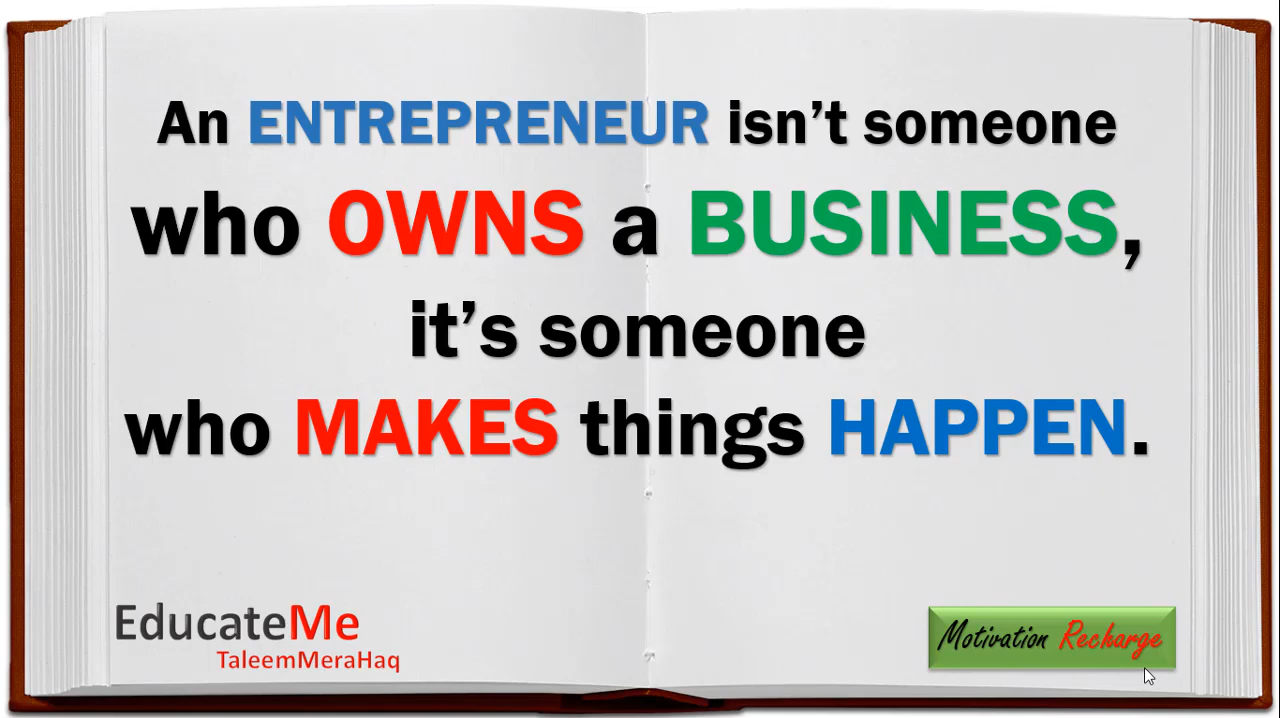 An ENTREPRENEUR isn’t someone
who OWNS a BUSINESS,
it’s someone
who MAKES things HAPPEN.
EducateMe
TaleemMeraHaq
Motivation Recharge